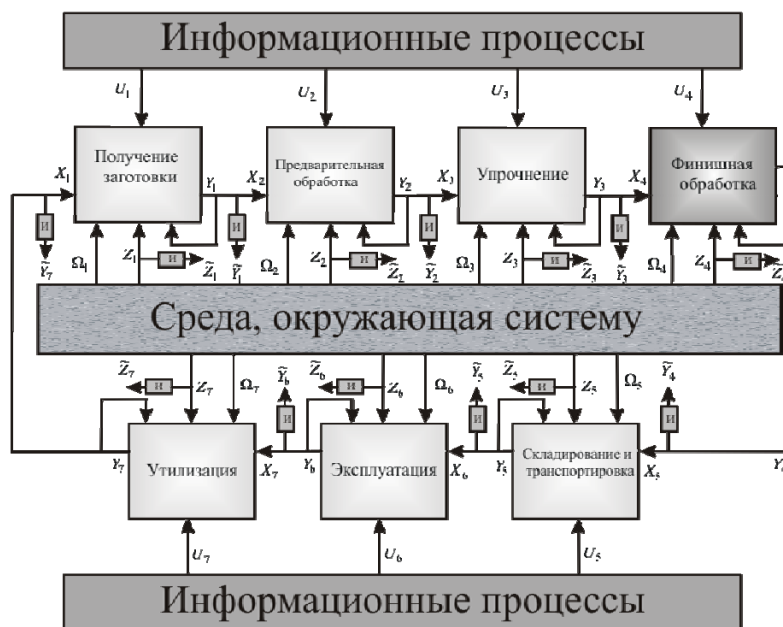 Информационные процессы
U1 U2 U3 U4
X1 Получение заготовки Y1 X2 Предварительная обработка Y2 X3 Упрочнение Y3 X4 Финишная обработка
И И И И
Ỹ7 Ω1 Z1 И Z̃1 Ỹ1 Ω2 Z2 И Z̃2 Ỹ2 Ω3 Z3 И Z̃3 Ỹ3 Ω4 Z4 И
Среда, окружающая систему
Z̃7 И Z7 Ω7 Ỹ6 Z̃6 И Z6 Ω6 Ỹ5 Z̃5 И Z5 Ω5 Ỹ4
И И И
Y7 Утилизация X7 Y6 Эксплуатация X6 Y5 Складирование и транспортировка X5
U7 U6 U5
Информационные процессы